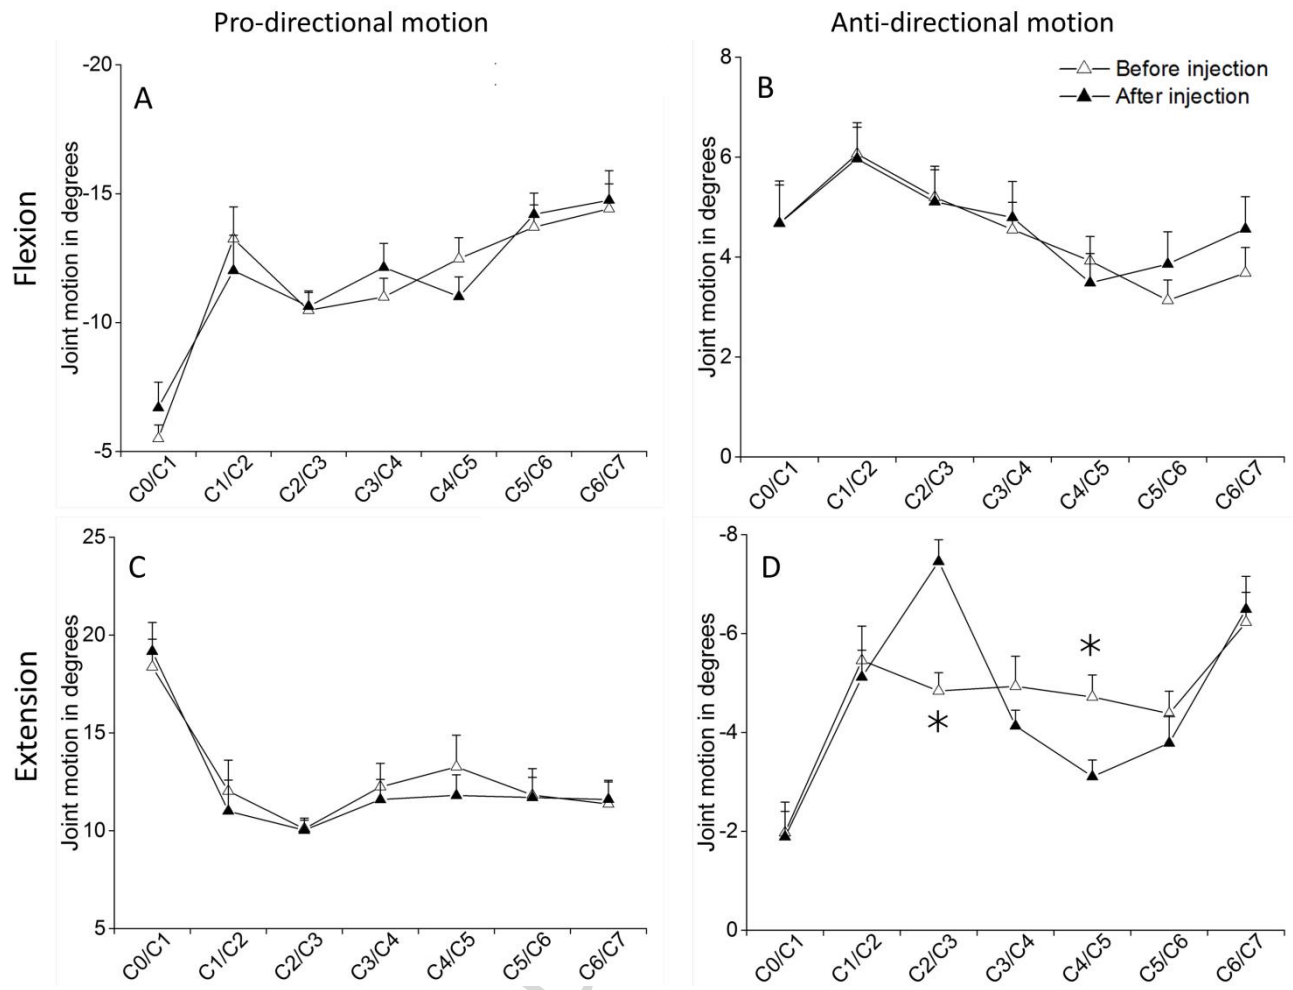 Pro-directional motion
Anti-directional motion
Flexion
Extension
A
Joint motion in degrees
-20
-15
-10
-5
C0/C1
C1/C2
C2/C3
C3/C4
C4/C5
C5/C6
C6/C7
B
Before injection
After injection
Joint motion in degrees
8
6
4
2
0
C0/C1
C1/C2
C2/C3
C3/C4
C4/C5
C5/C6
C6/C7
C
Joint motion in degrees
25
20
15
10
5
C0/C1
C1/C2
C2/C3
C3/C4
C4/C5
C5/C6
C6/C7
D
Joint motion in degrees
-8
-6
-4
-2
0
*
*
C0/C1
C1/C2
C2/C3
C3/C4
C4/C5
C5/C6
C6/C7